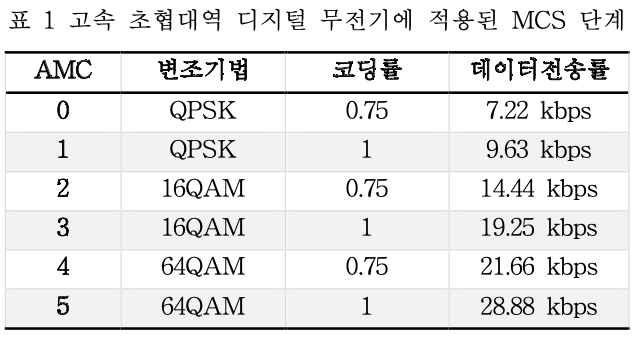 표 1 고속 초협대역 디지털 무전기에 적용된 MCS 단계
AMC 변조기법 코딩률 데이터전송률
0 QPSK 0.75 7.22 kbps
1 QPSK 1 9.63 kbps
2 16QAM 0.75 14.44 kbps
3 16QAM 1 19.25 kbps
4 64QAM 0.75 21.66 kbps
5 64QAM 1 28.88 kbps